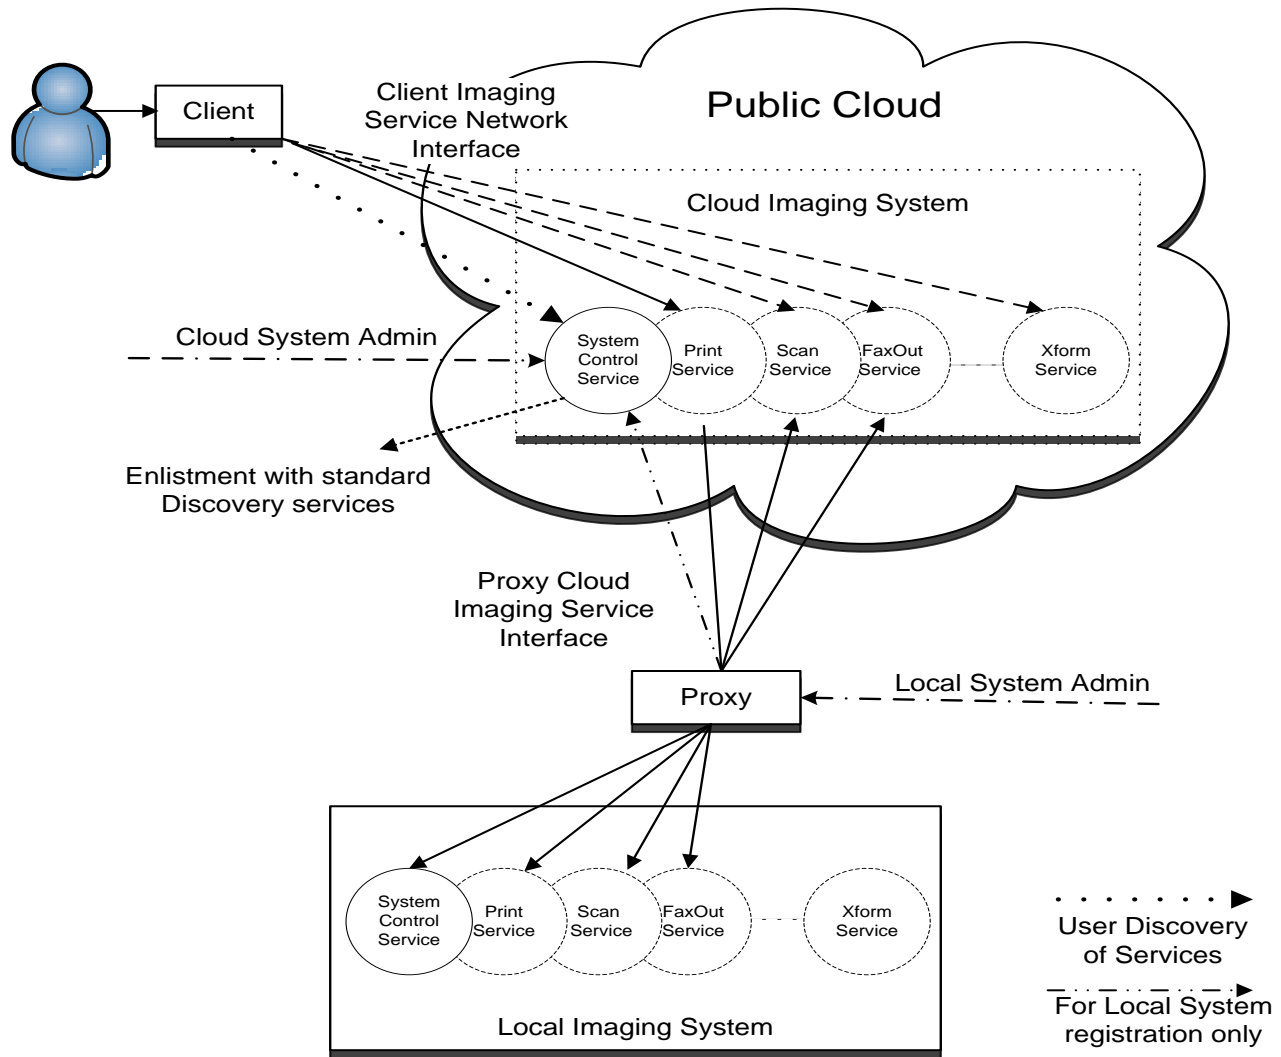 Client
Client Imaging
Service Network
Interface
Public Cloud
Cloud Imaging System
Cloud System Admin
System
Control
Service
Print
Service
Scan
Service
FaxOut
Service
Xform
Service
Enlistment with standard
Discovery services
Proxy Cloud
Imaging Service
Interface
Proxy
Local System Admin
System
Control
Service
Print
Service
Scan
Service
FaxOut
Service
Xform
Service
Local Imaging System
User Discovery
of Services
For Local System
registration only